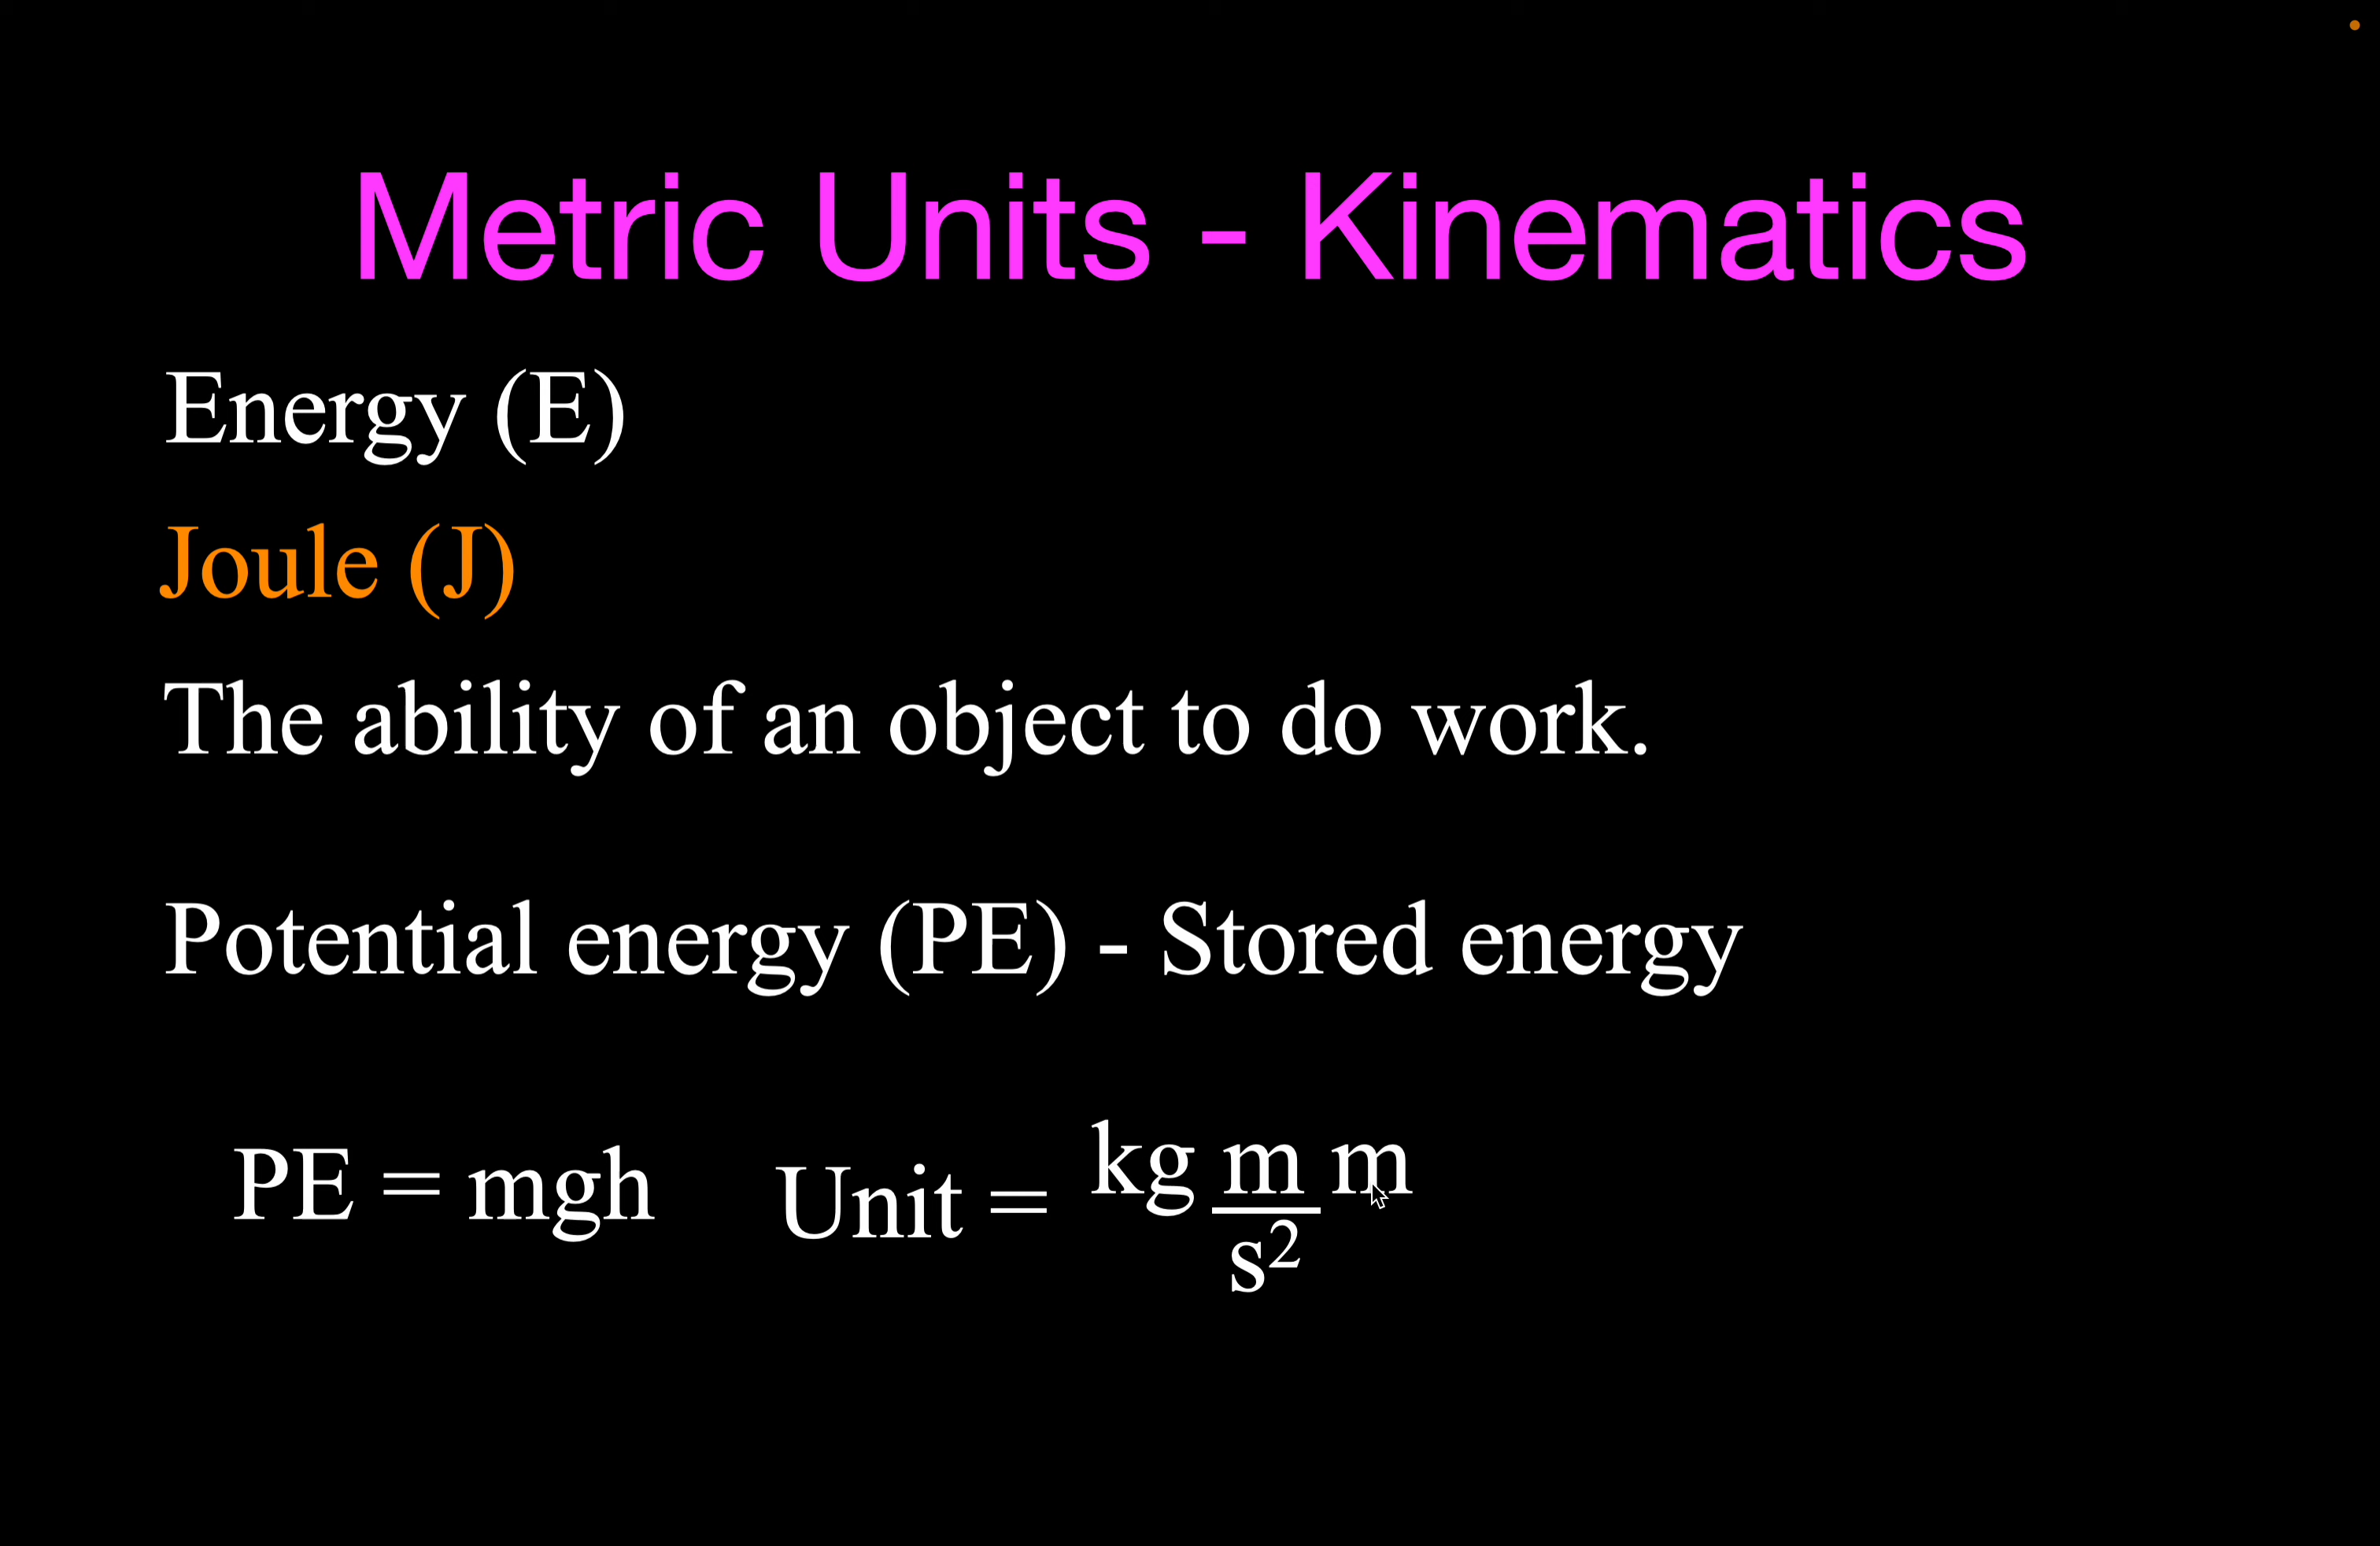 Metric Units - Kinematics
Energy (E)
Joule (J)
The ability of an object to do work.
Potential energy (PE) - Stored energy
PE = mgh Unit = kg m/s² m